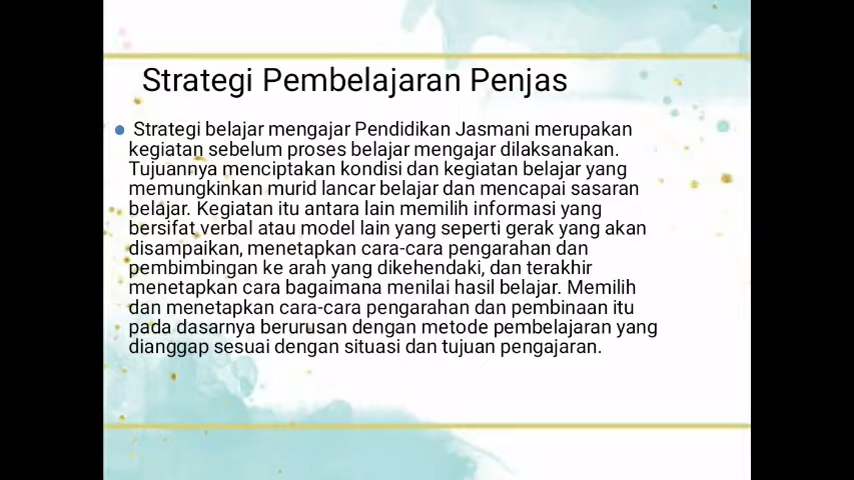 Strategi Pembelajaran Penjas
Strategi belajar mengajar Pendidikan Jasmani merupakan
kegiatan sebelum proses belajar mengajar dilaksanakan.
Tujuannya menciptakan kondisi dan kegiatan belajar yang
memungkinkan murid lancar belajar dan mencapai sasaran
belajar. Kegiatan itu antara lain memilih informasi yang
bersifat verbal atau model lain yang seperti gerak yang akan
disampaikan, menetapkan cara-cara pengarahan dan
pembimbingan ke arah yang dikehendaki, dan terakhir
menetapkan cara bagaimana menilai hasil belajar. Memilih
dan menetapkan cara-cara pengarahan dan pembinaan itu
pada dasarnya berurusan dengan metode pembelajaran yang
dianggap sesuai dengan situasi dan tujuan pengajaran.